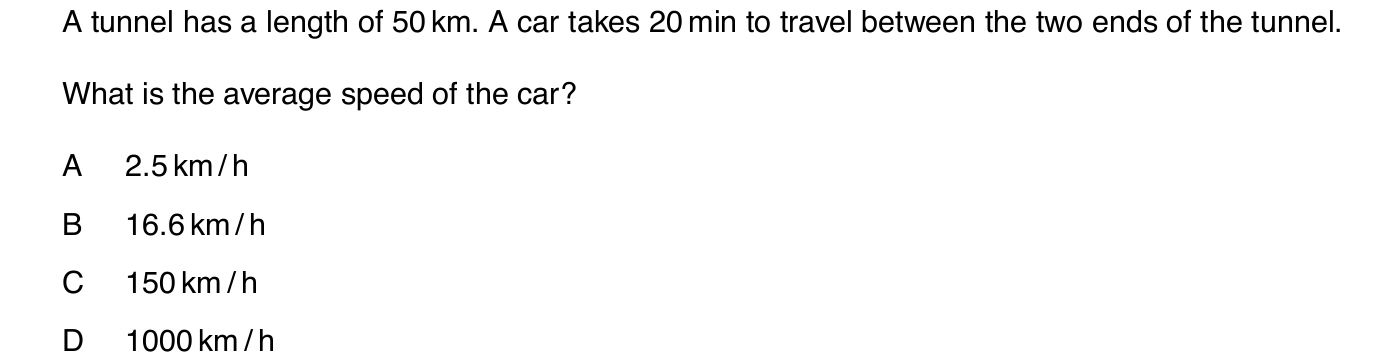 A tunnel has a length of 50 km. A car takes 20 min to travel between the two ends of the tunnel.
What is the average speed of the car?
A 2.5 km / h
B 16.6 km / h
C 150 km / h
D 1000 km / h